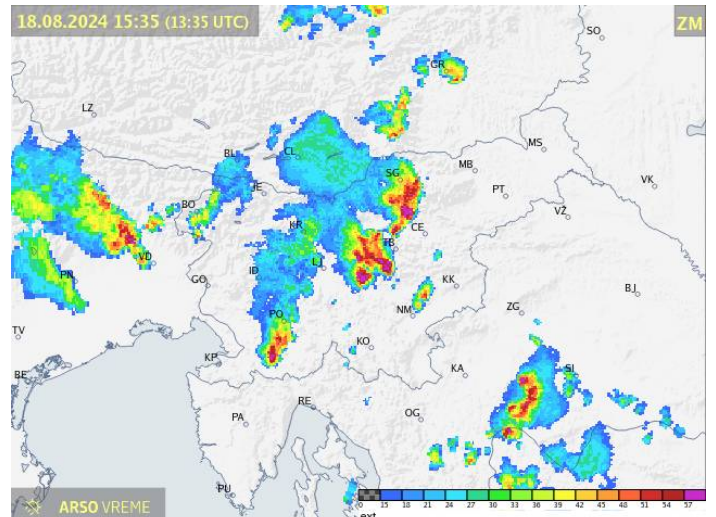 18.08.2024 15:35 (13:35 UTC)
ZM
SO
GR
LZ
MS
BL
CL
MB
SG
VK
JE
PT
BO
VŽ
KR
CE
TB
VD
LJ
ID
PN
GO
KK
BJ
PO
NM
ZG
TV
KO
KP
KA
SI
BE
RE
PA
OG
PU
ARSO VREME
0 15 18 21 24 27 30 33 36 39 42 45 48 51 54 57
ext